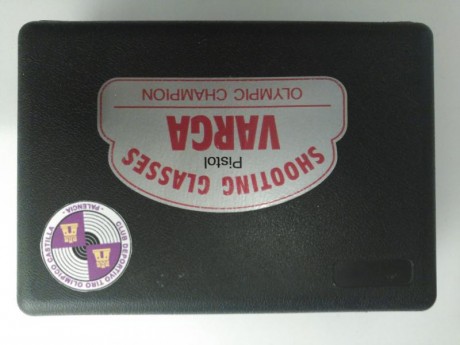 SHOOTING GLASSES
Pistol
VARGA
OLYMPIC CHAMPION
CLUB DEPORTIVO TIRO OLIMPICO CASTILLA
- PALENCIA -